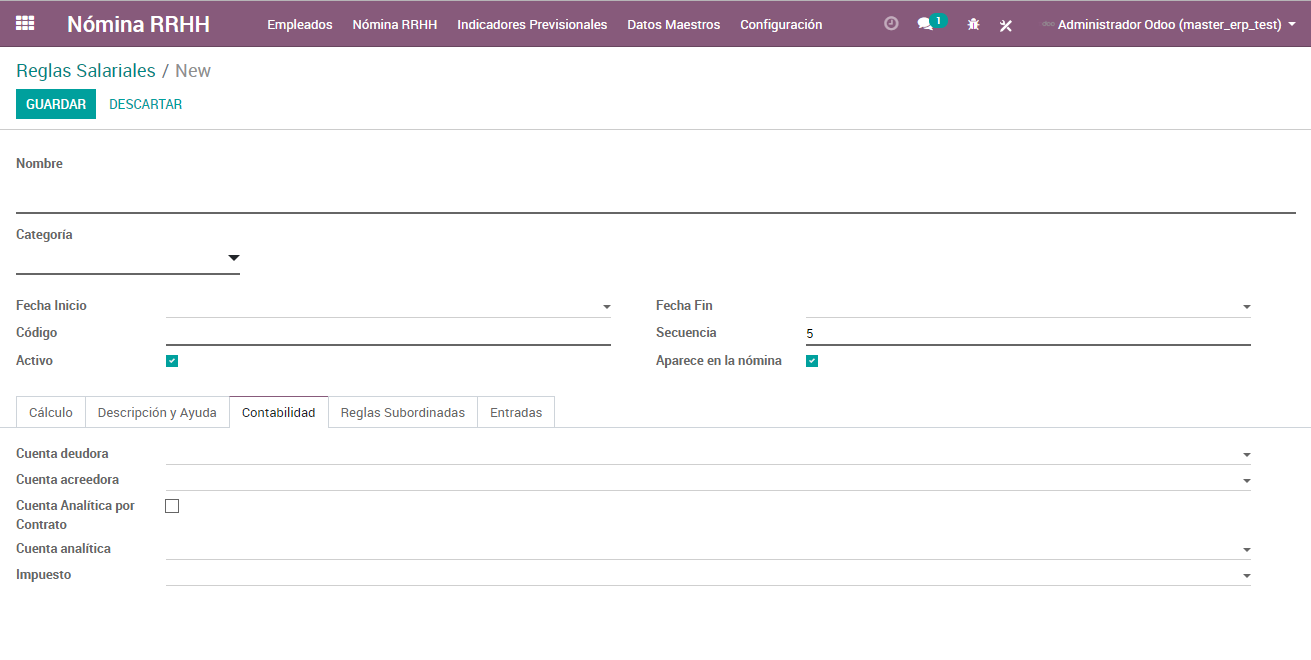 Nómina RRHH Empleados Nómina RRHH Indicadores Previsionales Datos Maestros Configuración 1 Administrador Odoo (master_erp_test)
Reglas Salariales / New
GUARDAR DESCARTAR
Nombre
Categoría
Fecha Inicio Fecha Fin
Código Secuencia 5
Activo Aparece en la nómina
Cálculo Descripción y Ayuda Contabilidad Reglas Subordinadas Entradas
Cuenta deudora
Cuenta acreedora
Cuenta Analítica por
Contrato
Cuenta analítica
Impuesto